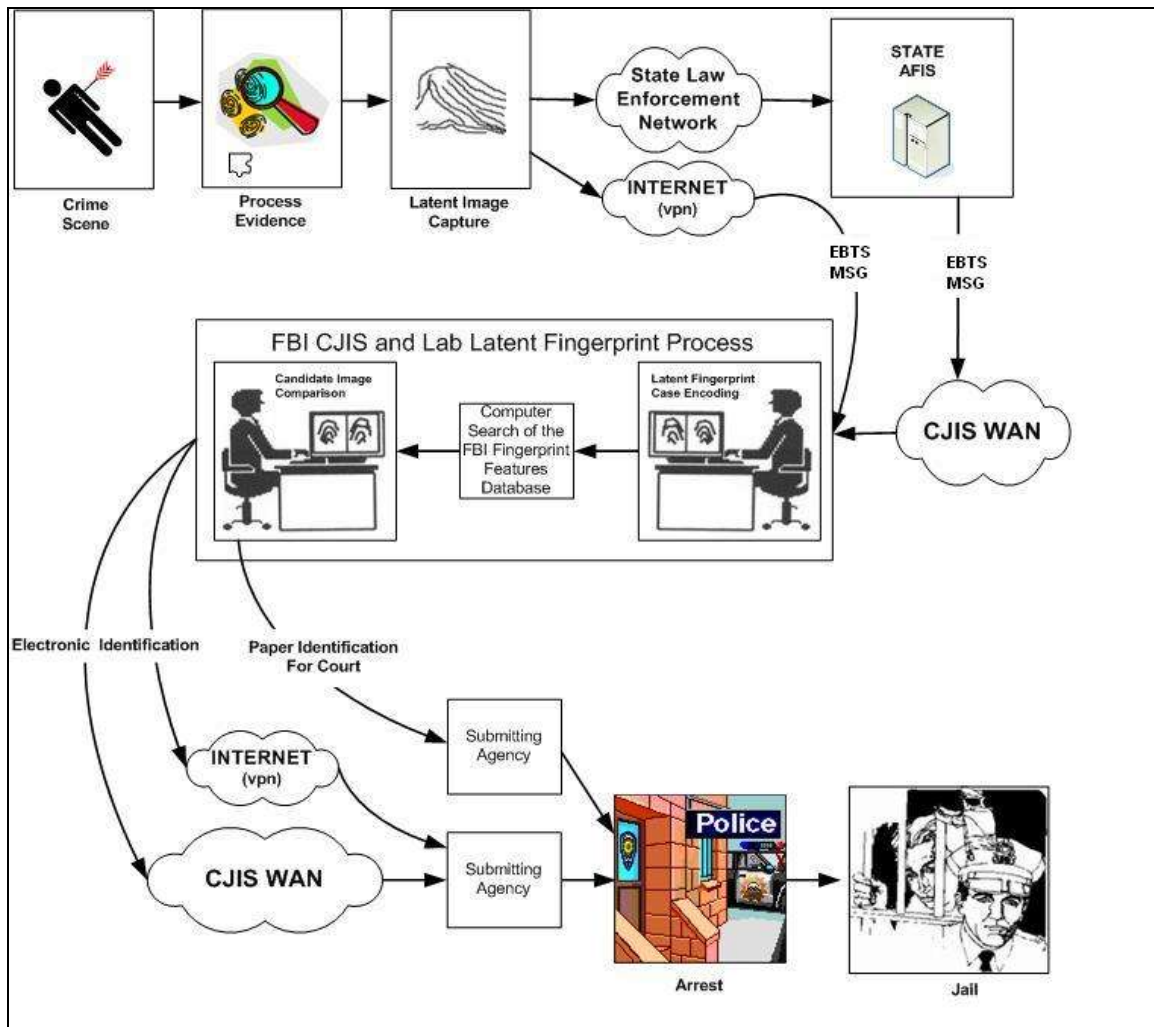 State Law
Enforcement
Network
STATE
AFIS
INTERNET
(vpn)
Crime
Scene
Process
Evidence
Latent Image
Capture
EBTS
MSG
EBTS
MSG
FBI CJIS and Lab Latent Fingerprint Process
Candidate Image
Comparison
Computer
Search of the
FBI Fingerprint
Features
Database
Latent Fingerprint
Case Encoding
CJIS WAN
Electronic Identification
Paper Identification
For Court
INTERNET
(vpn)
Submitting
Agency
CJIS WAN
Submitting
Agency
Police
Arrest
Jail